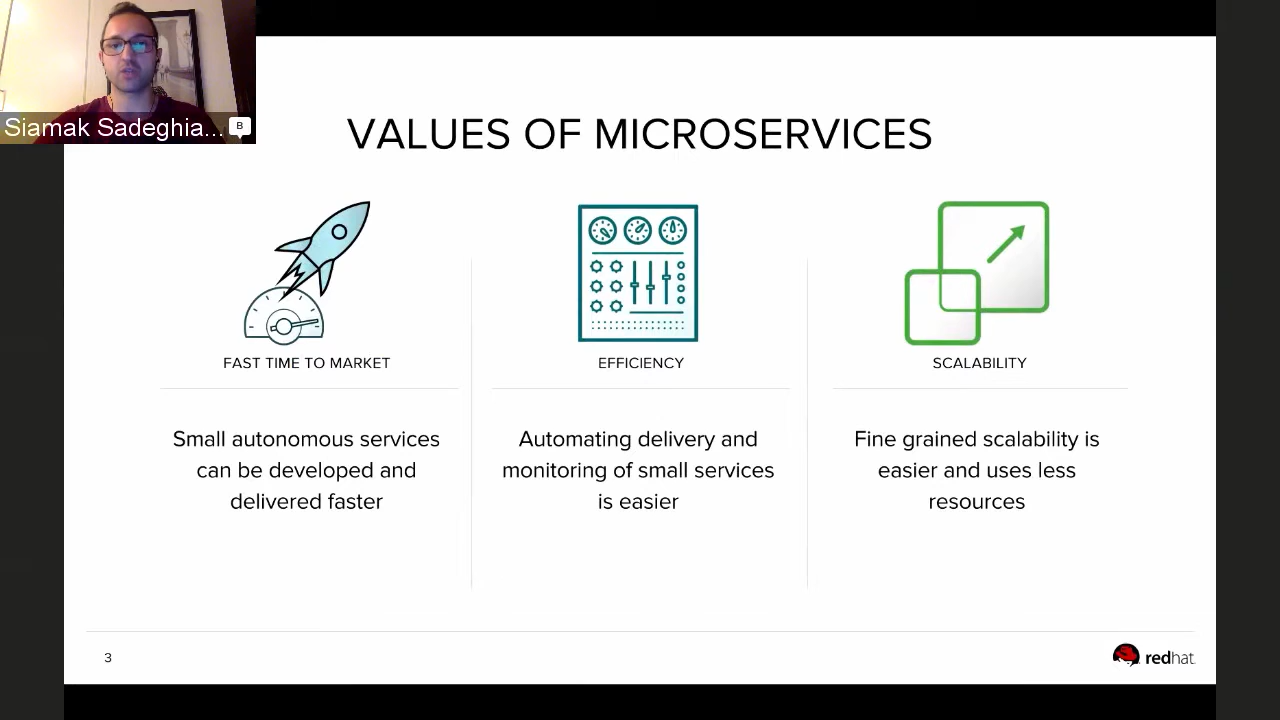 Siamak Sadeghia...
B
VALUES OF MICROSERVICES
FAST TIME TO MARKET
Small autonomous services
can be developed and
delivered faster
EFFICIENCY
Automating delivery and
monitoring of small services
is easier
SCALABILITY
Fine grained scalability is
easier and uses less
resources
3
redhat.